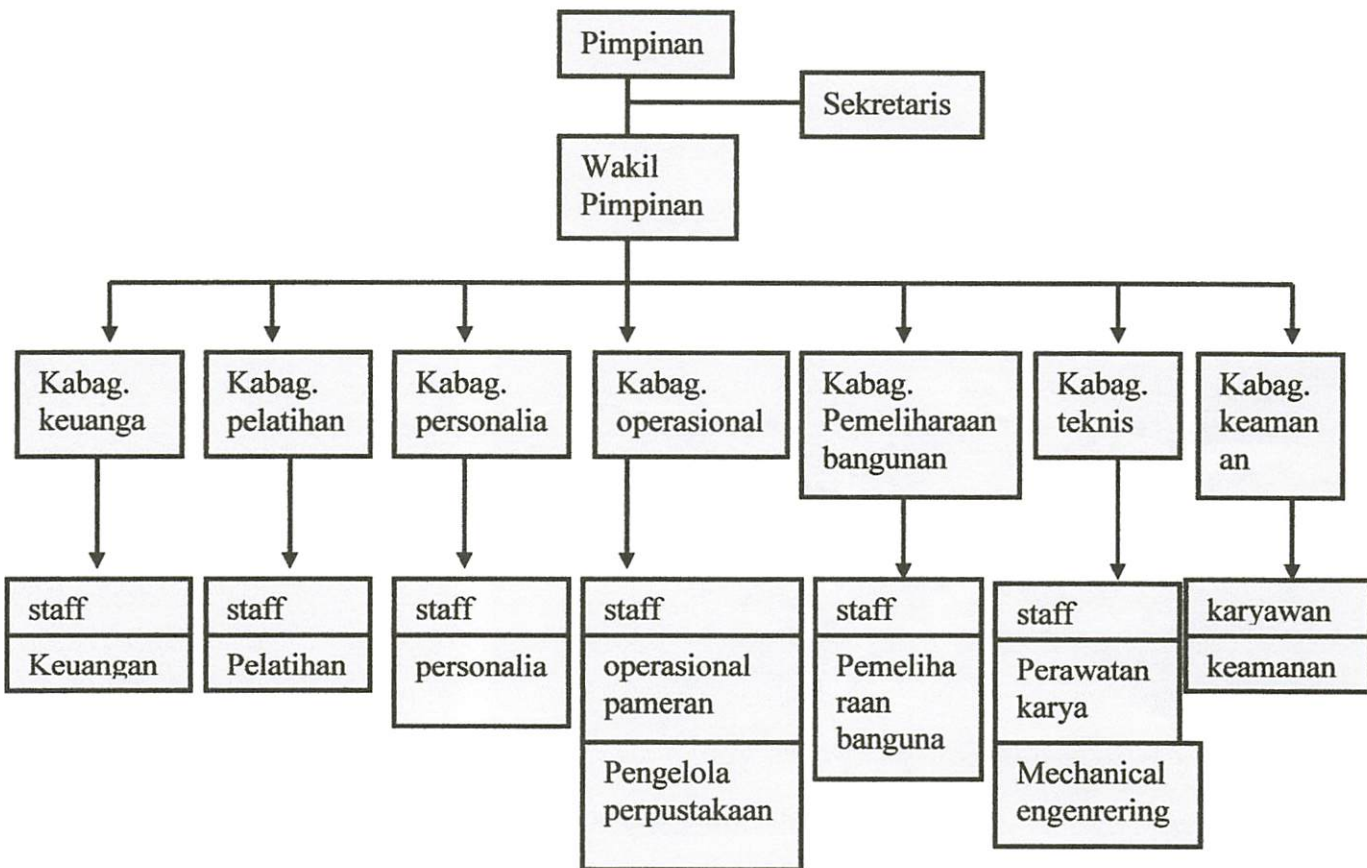 Pimpinan
Sekretaris
Wakil
Pimpinan
Kabag.
keuanga
Kabag.
pelatihan
Kabag.
personalia
Kabag.
operasional
Kabag.
Pemeliharaan
bangunan
Kabag.
teknis
Kabag.
keaman
an
staff
Keuangan
staff
Pelatihan
staff
personalia
staff
operasional
pameran
Pengelola
perpustakaan
staff
Pemeliha
raan
banguna
staff
Perawatan
karya
Mechanical
engenrering
karyawan
keamanan